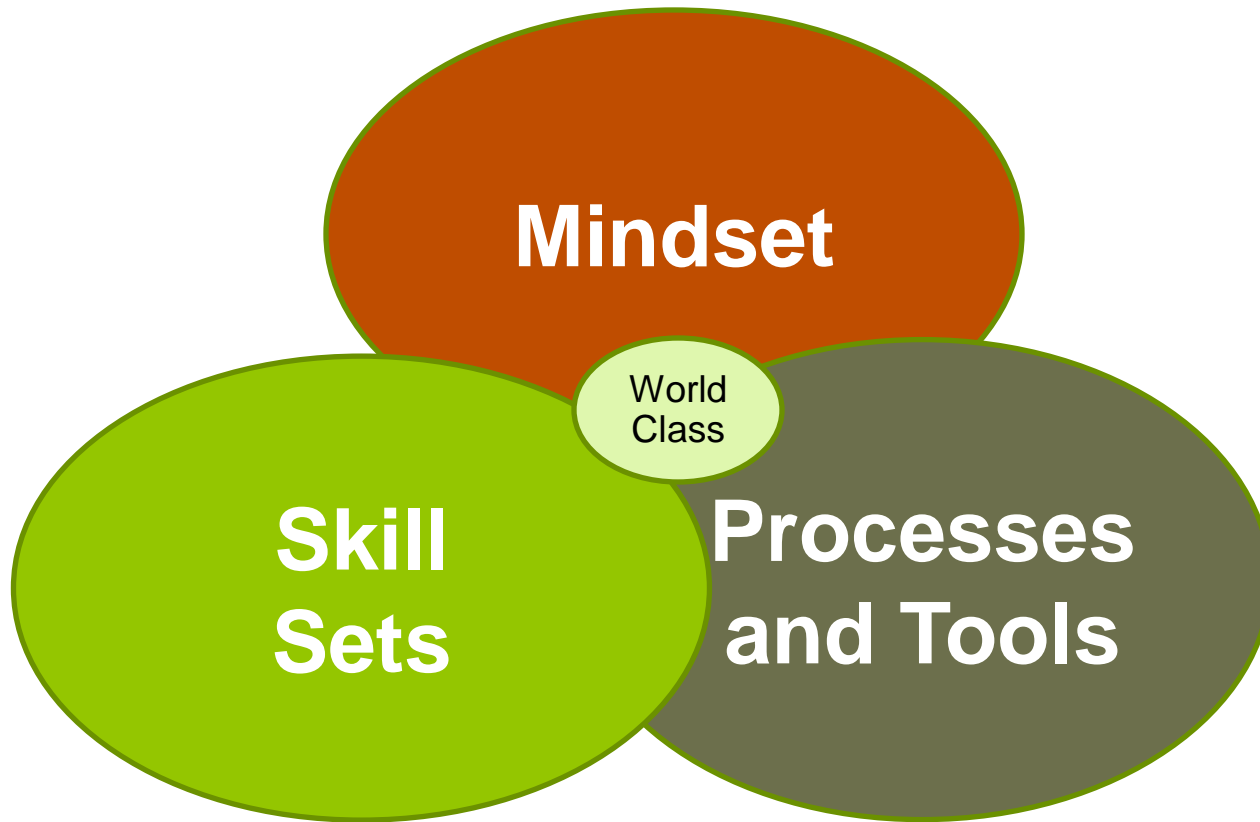 Mindset
World
Class
Skill
Sets
Processes
and Tools